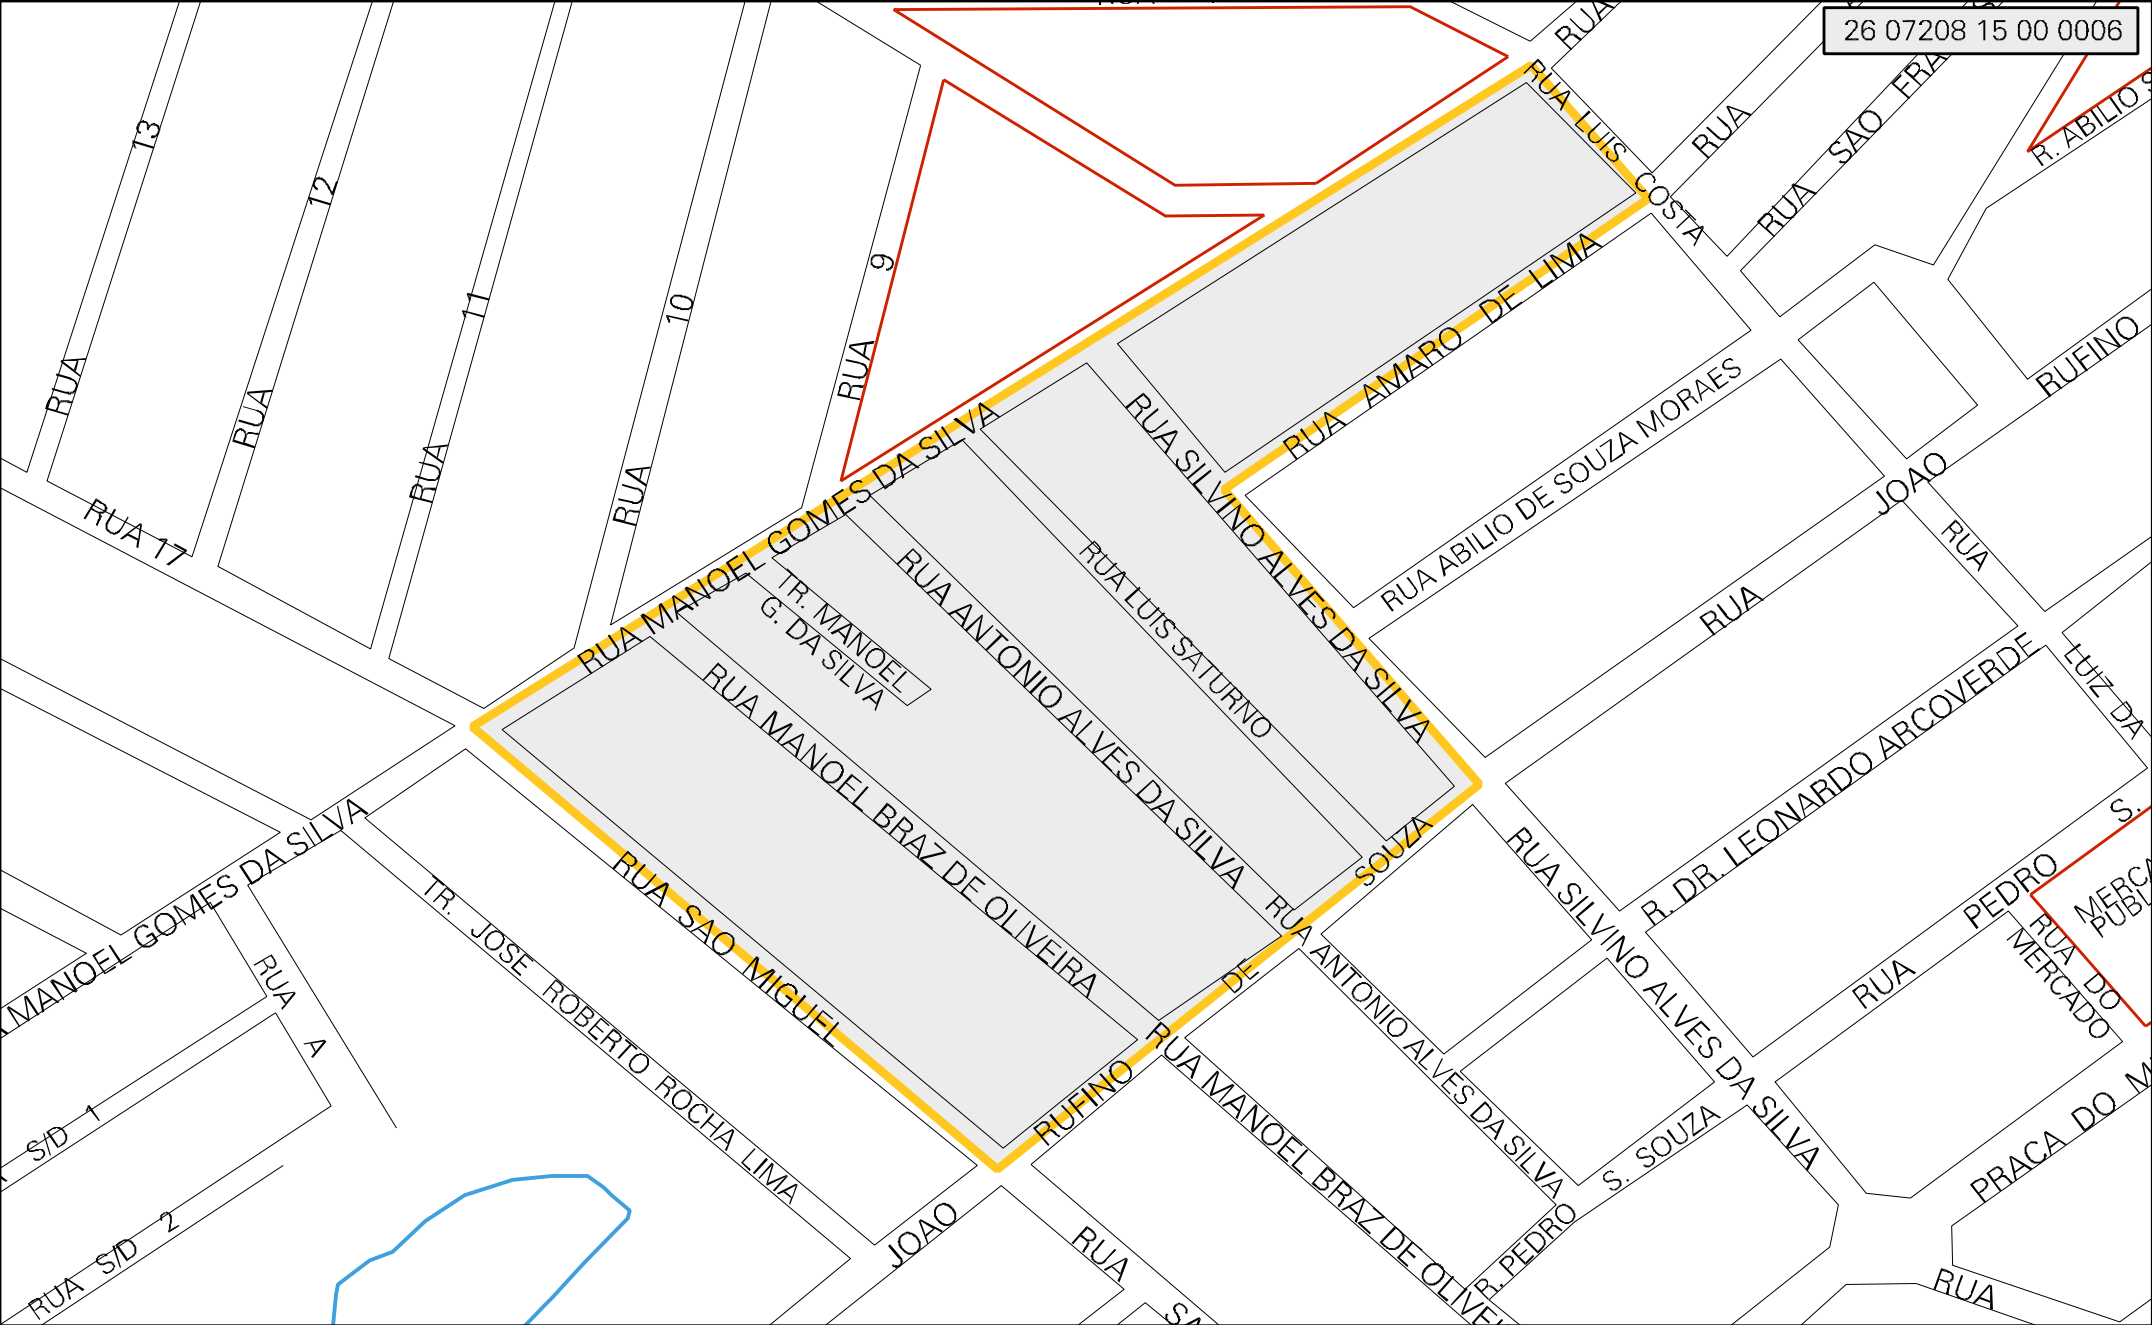 26 07208 15 00 0006
RUA
RUA LUIS COSTA
RUA
RUA SAO FRA
R. ABILIO S
RUA 13
RUA 12
RUA 11
RUA 10
RUA 9
RUA 17
RUA AMARO DE LIMA
RUA MANOEL GOMES DA SILVA
RUA SILVINO ALVES DA SILVA
RUA ABILIO DE SOUZA MORAES
RUFINO
JOAO
RUA
RUA
LUIZ DA
TR. MANOEL
G. DA SILVA
RUA ANTONIO ALVES DA SILVA
RUA LUIS SATURNO
RUA MANOEL BRAZ DE OLIVEIRA
R. DR. LEONARDO ARCOVERDE
MANOEL GOMES DA SILVA
RUA SAO MIGUEL
TR. JOSE ROBERTO ROCHA LIMA
RUFINO DE SOUZA
JOAO
RUA ANTONIO ALVES DA SILVA
RUA SILVINO ALVES DA SILVA
RUA PEDRO S.
MERCA
PUBL
RUA DO
MERCADO
RUA A
S/D 1
RUA S/D 2
RUA MANOEL BRAZ DE OLIVEI
R. PEDRO S. SOUZA
PRACA DO M
RUA SA
RUA